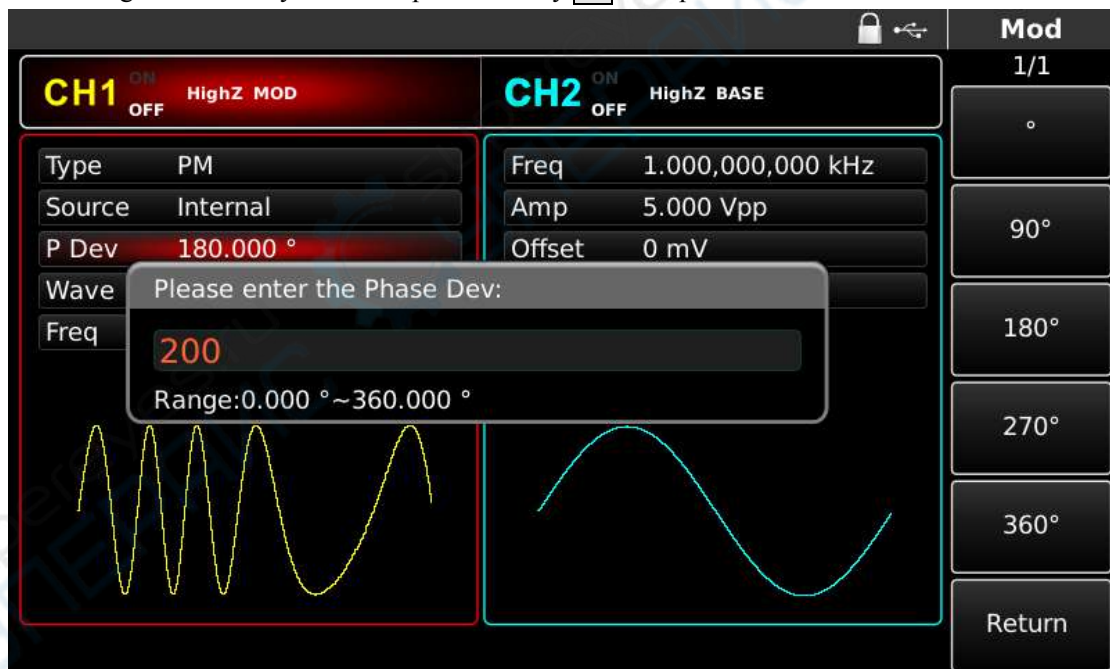 Mod
1/1
CH1 ON OFF HighZ MOD
CH2 ON OFF HighZ BASE
Type PM
Source Internal
P Dev 180.000 °
Wave
Freq
Freq 1.000,000,000 kHz
Amp 5.000 Vpp
Offset 0 mV
Please enter the Phase Dev:
200
Range:0.000 °~360.000 °
°
90°
180°
270°
360°
Return